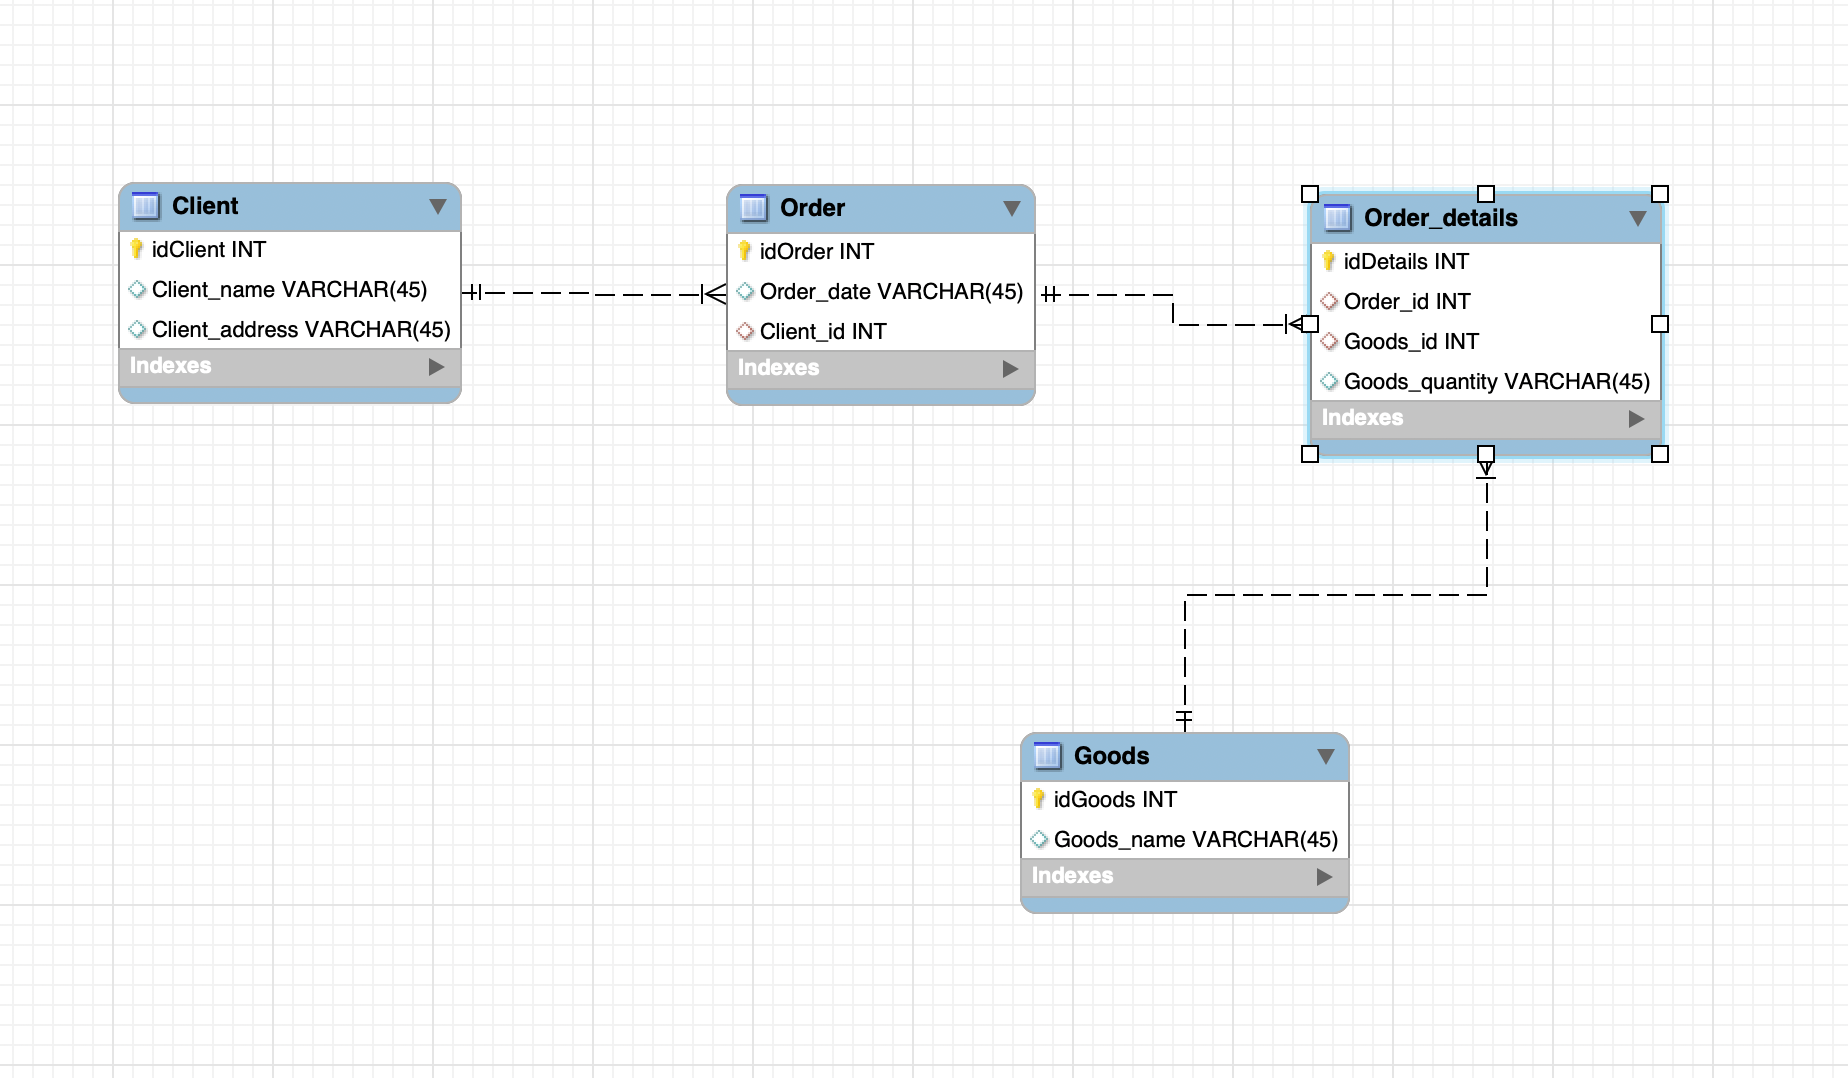 Client
idClient INT
Client_name VARCHAR(45)
Client_address VARCHAR(45)
Indexes
Order
idOrder INT
Order_date VARCHAR(45)
Client_id INT
Indexes
Order_details
idDetails INT
Order_id INT
Goods_id INT
Goods_quantity VARCHAR(45)
Indexes
Goods
idGoods INT
Goods_name VARCHAR(45)
Indexes